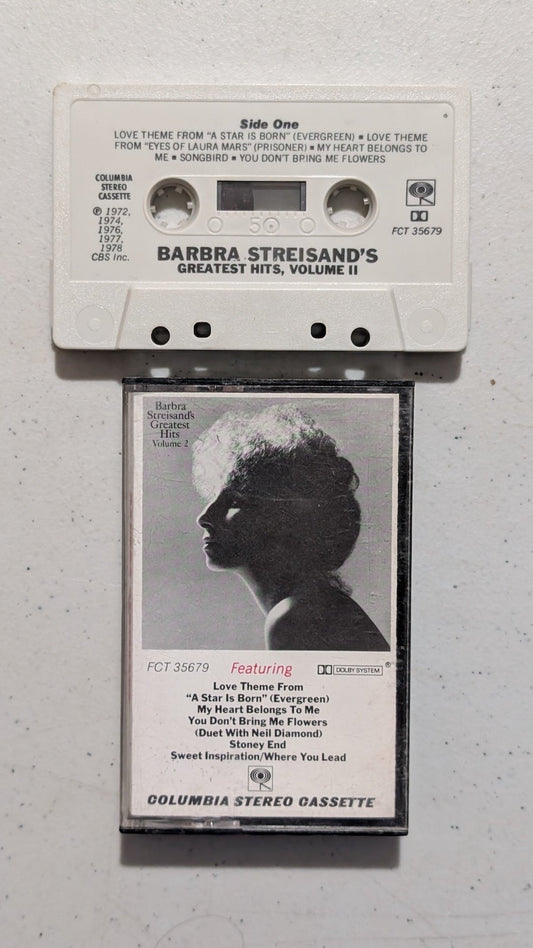 Side One
LOVE THEME FROM "A STAR IS BORN" (EVERGREEN) ■ LOVE THEME
FROM "EYES OF LAURA MARS" (PRISONER) ■ MY HEART BELONGS TO
ME ■ SONGBIRD ■ YOU DON'T BRING ME FLOWERS
COLUMBIA
STEREO
CASSETTE
℗ 1972,
1974,
1976,
1977,
1978
CBS Inc.
50
FCT 35679
BARBRA STREISAND'S
GREATEST HITS, VOLUME II
Barbra
Streisand's
Greatest
Hits
Volume 2
FCT 35679 Featuring DOLBY SYSTEM ®
Love Theme From
"A Star Is Born" (Evergreen)
My Heart Belongs To Me
You Don't Bring Me Flowers
(Duet With Neil Diamond)
Stoney End
Sweet Inspiration/Where You Lead
COLUMBIA STEREO CASSETTE